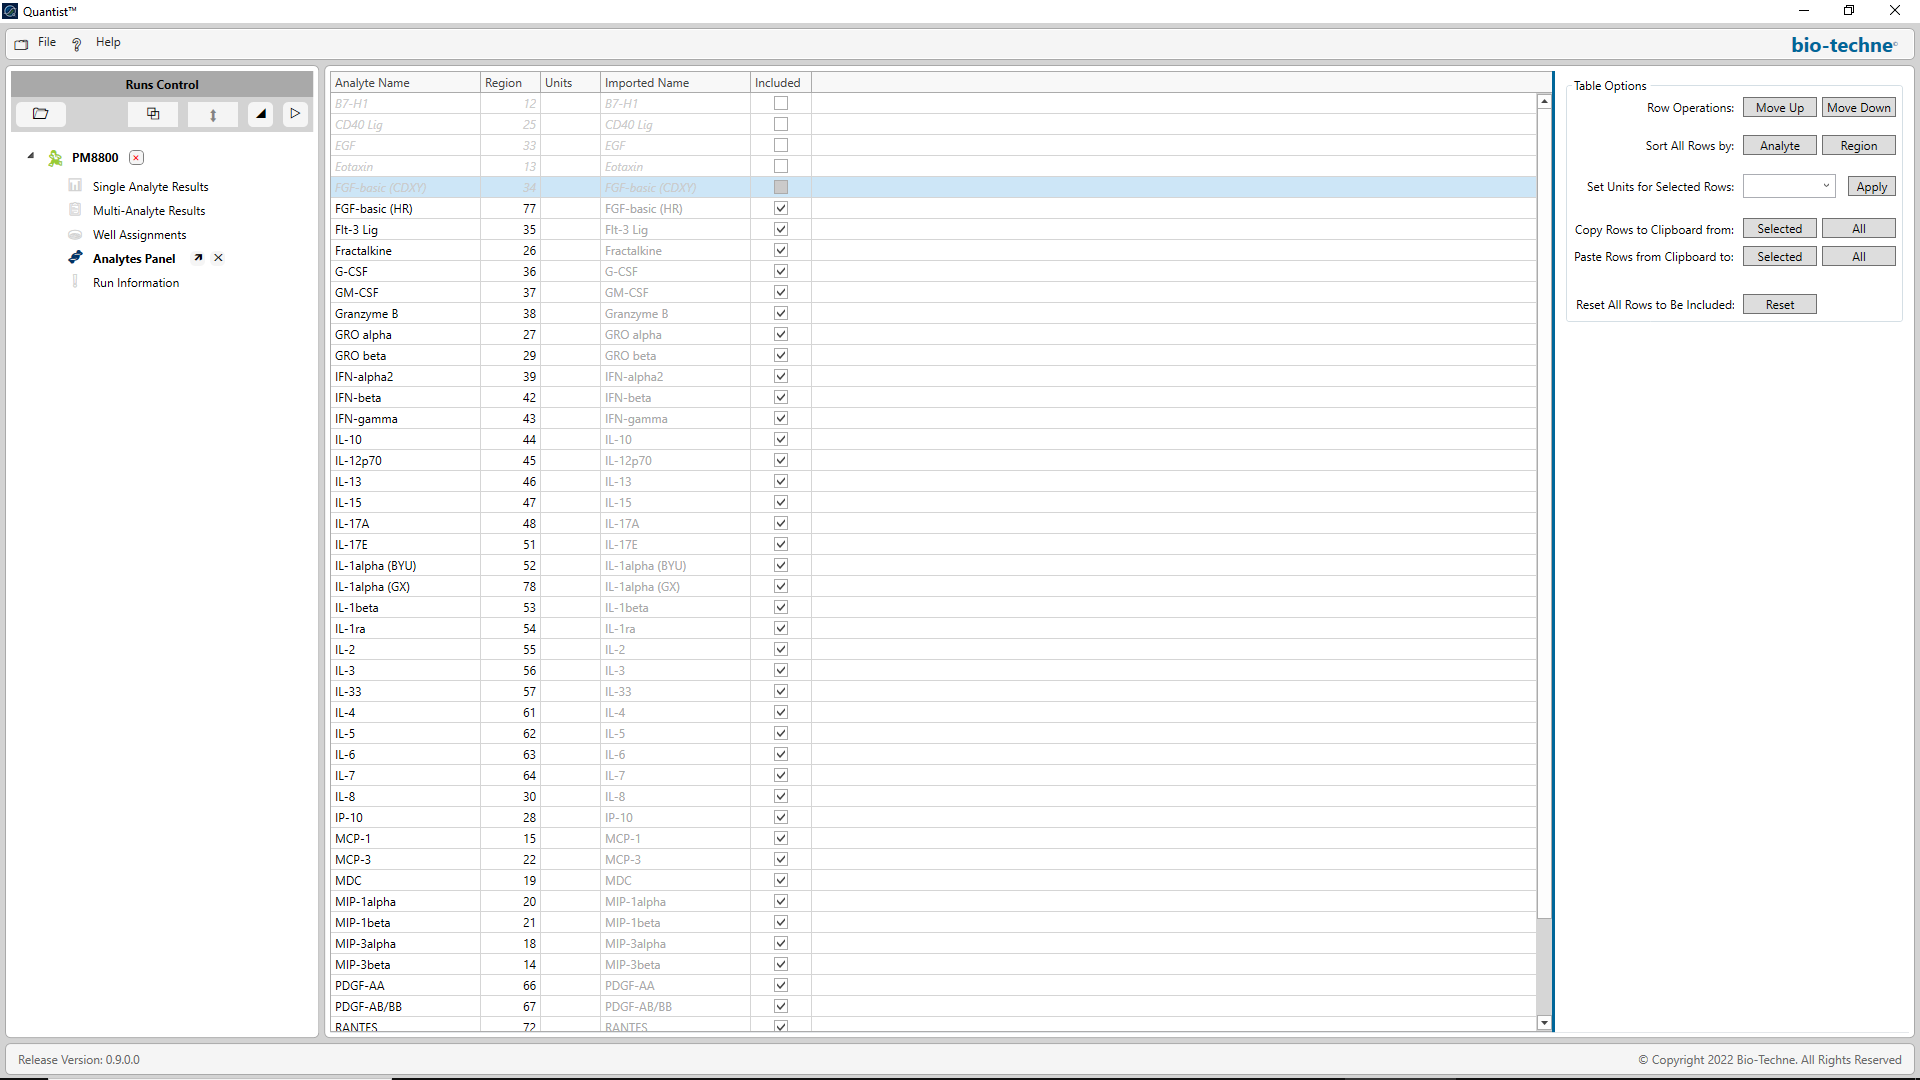 Quantist™
File Help
bio-techne
Runs Control
PM8800
Single Analyte Results
Multi-Analyte Results
Well Assignments
Analytes Panel
Run Information
Analyte Name Region Units Imported Name Included
B7-H1 12 B7-H1
CD40 Lig 25 CD40 Lig
EGF 33 EGF
Eotaxin 13 Eotaxin
FGF-basic (CDXY) 34 FGF-basic (CDXY)
FGF-basic (HR) 77 FGF-basic (HR)
Flt-3 Lig 35 Flt-3 Lig
Fractalkine 26 Fractalkine
G-CSF 36 G-CSF
GM-CSF 37 GM-CSF
Granzyme B 38 Granzyme B
GRO alpha 27 GRO alpha
GRO beta 29 GRO beta
IFN-alpha2 39 IFN-alpha2
IFN-beta 42 IFN-beta
IFN-gamma 43 IFN-gamma
IL-10 44 IL-10
IL-12p70 45 IL-12p70
IL-13 46 IL-13
IL-15 47 IL-15
IL-17A 48 IL-17A
IL-17E 51 IL-17E
IL-1alpha (BYU) 52 IL-1alpha (BYU)
IL-1alpha (GX) 78 IL-1alpha (GX)
IL-1beta 53 IL-1beta
IL-1ra 54 IL-1ra
IL-2 55 IL-2
IL-3 56 IL-3
IL-33 57 IL-33
IL-4 61 IL-4
IL-5 62 IL-5
IL-6 63 IL-6
IL-7 64 IL-7
IL-8 30 IL-8
IP-10 28 IP-10
MCP-1 15 MCP-1
MCP-3 22 MCP-3
MDC 19 MDC
MIP-1alpha 20 MIP-1alpha
MIP-1beta 21 MIP-1beta
MIP-3alpha 18 MIP-3alpha
MIP-3beta 14 MIP-3beta
PDGF-AA 66 PDGF-AA
PDGF-AB/BB 67 PDGF-AB/BB
RANTES 72 RANTES
Table Options
Row Operations: Move Up Move Down
Sort All Rows by: Analyte Region
Set Units for Selected Rows: Apply
Copy Rows to Clipboard from: Selected All
Paste Rows from Clipboard to: Selected All
Reset All Rows to Be Included: Reset
Release Version: 0.9.0.0
© Copyright 2022 Bio-Techne. All Rights Reserved